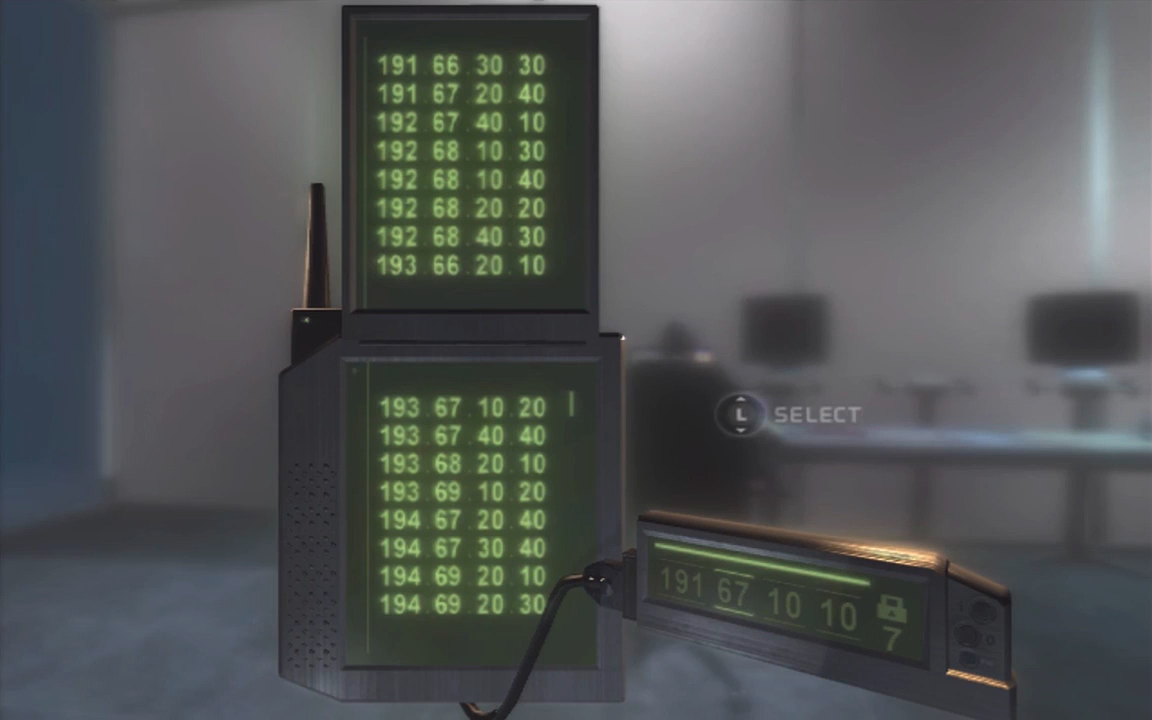 191 66 30 30
191 67 20 40
192 67 40 10
192 68 10 30
192 68 10 40
192 68 20 20
192 68 40 30
193 66 20 10
193 67 10 20
193 67 40 40
193 68 20 10
193 69 10 20
194 67 20 40
194 67 30 40
194 69 20 10
194 69 20 30
L SELECT
191 67 10 10
7